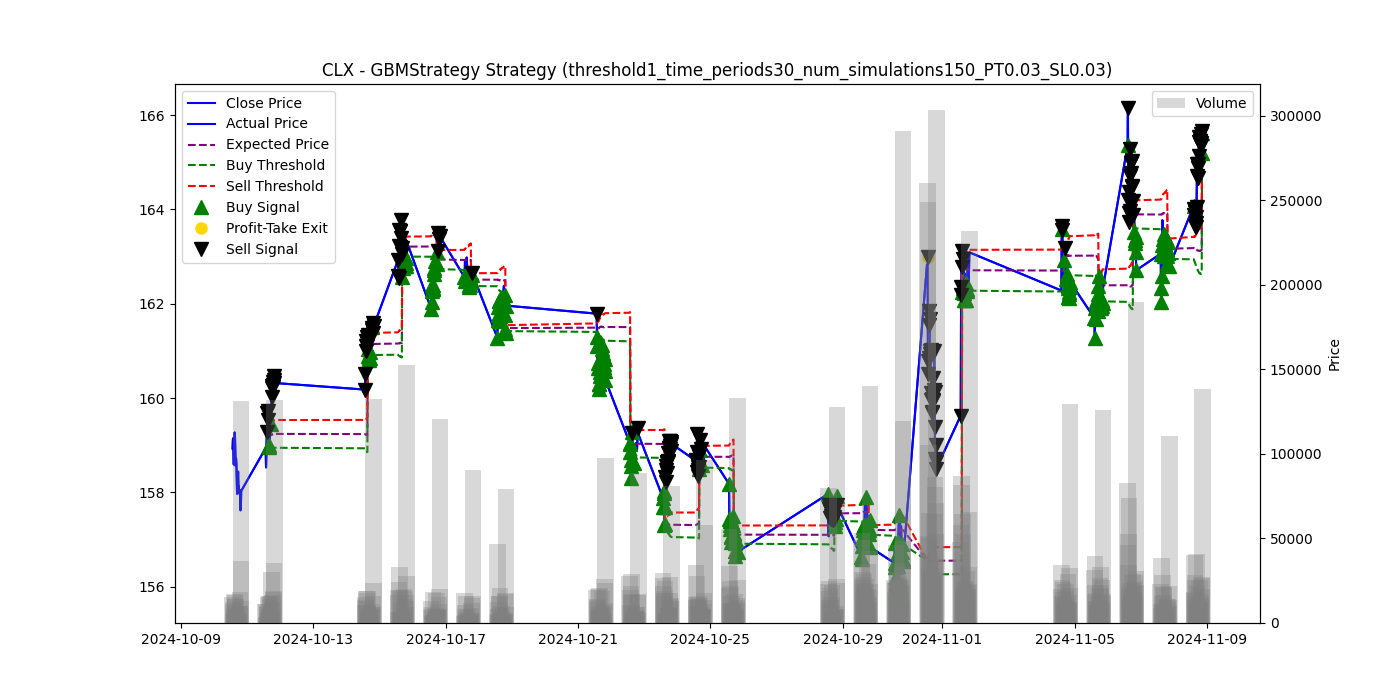 CLX - GBMStrategy Strategy (threshold1_time_periods30_num_simulations150_PT0.03_SL0.03)
Close Price
Actual Price
Expected Price
Buy Threshold
Sell Threshold
Buy Signal
Profit-Take Exit
Sell Signal
Volume
166
164
162
160
158
156
300000
250000
200000
150000
100000
50000
0
Price
2024-10-09
2024-10-13
2024-10-17
2024-10-21
2024-10-25
2024-10-29
2024-11-01
2024-11-05
2024-11-09